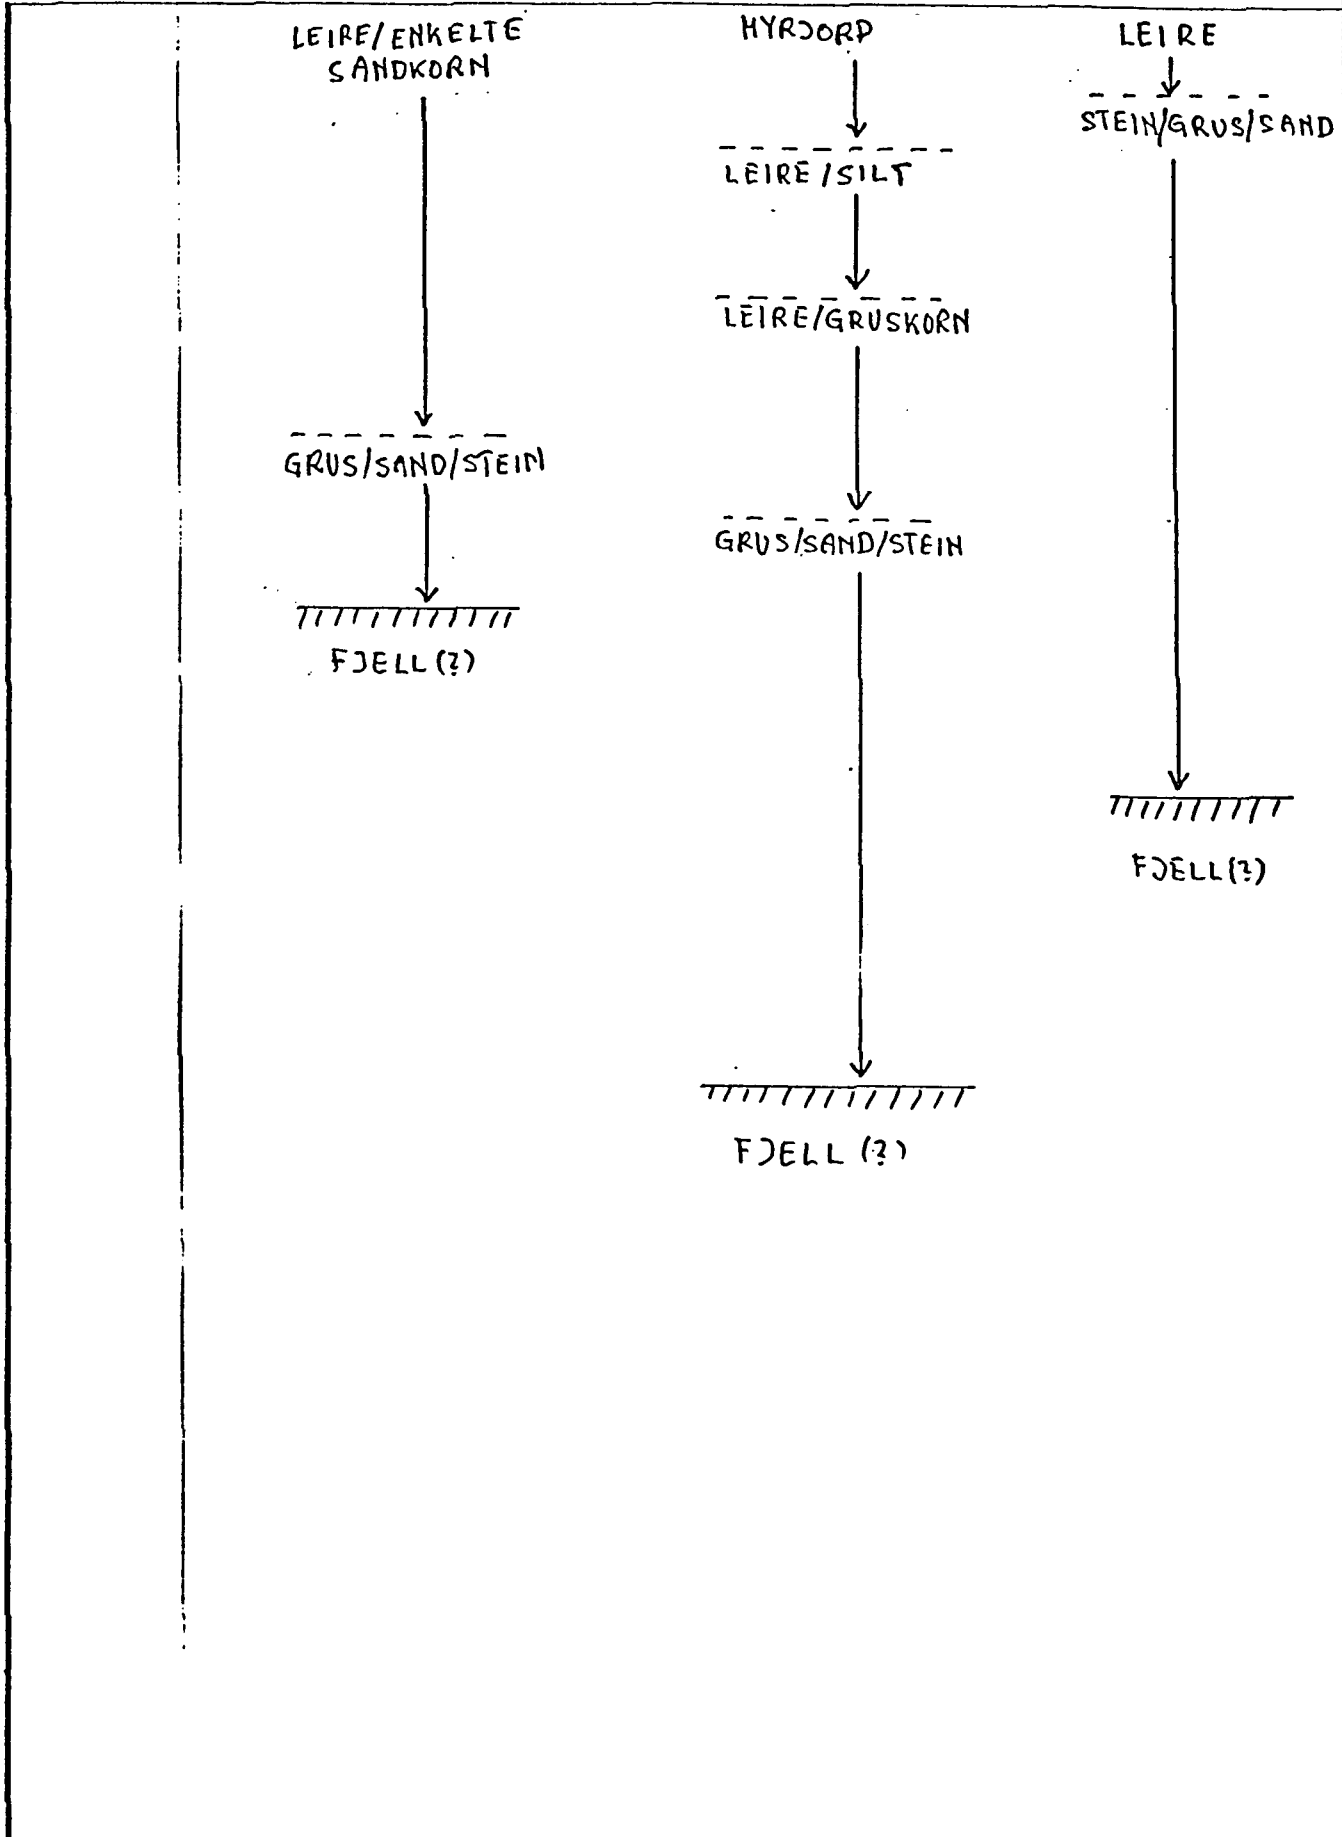 LEIRE/ENKELTE
SANDKORN
GRUS/SAND/STEIN
FJELL(?)
MYRJORD
LEIRE/SILT
LEIRE/GRUSKORN
GRUS/SAND/STEIN
FJELL (?)
LEIRE
STEIN/GRUS/SAND
FJELL(?)